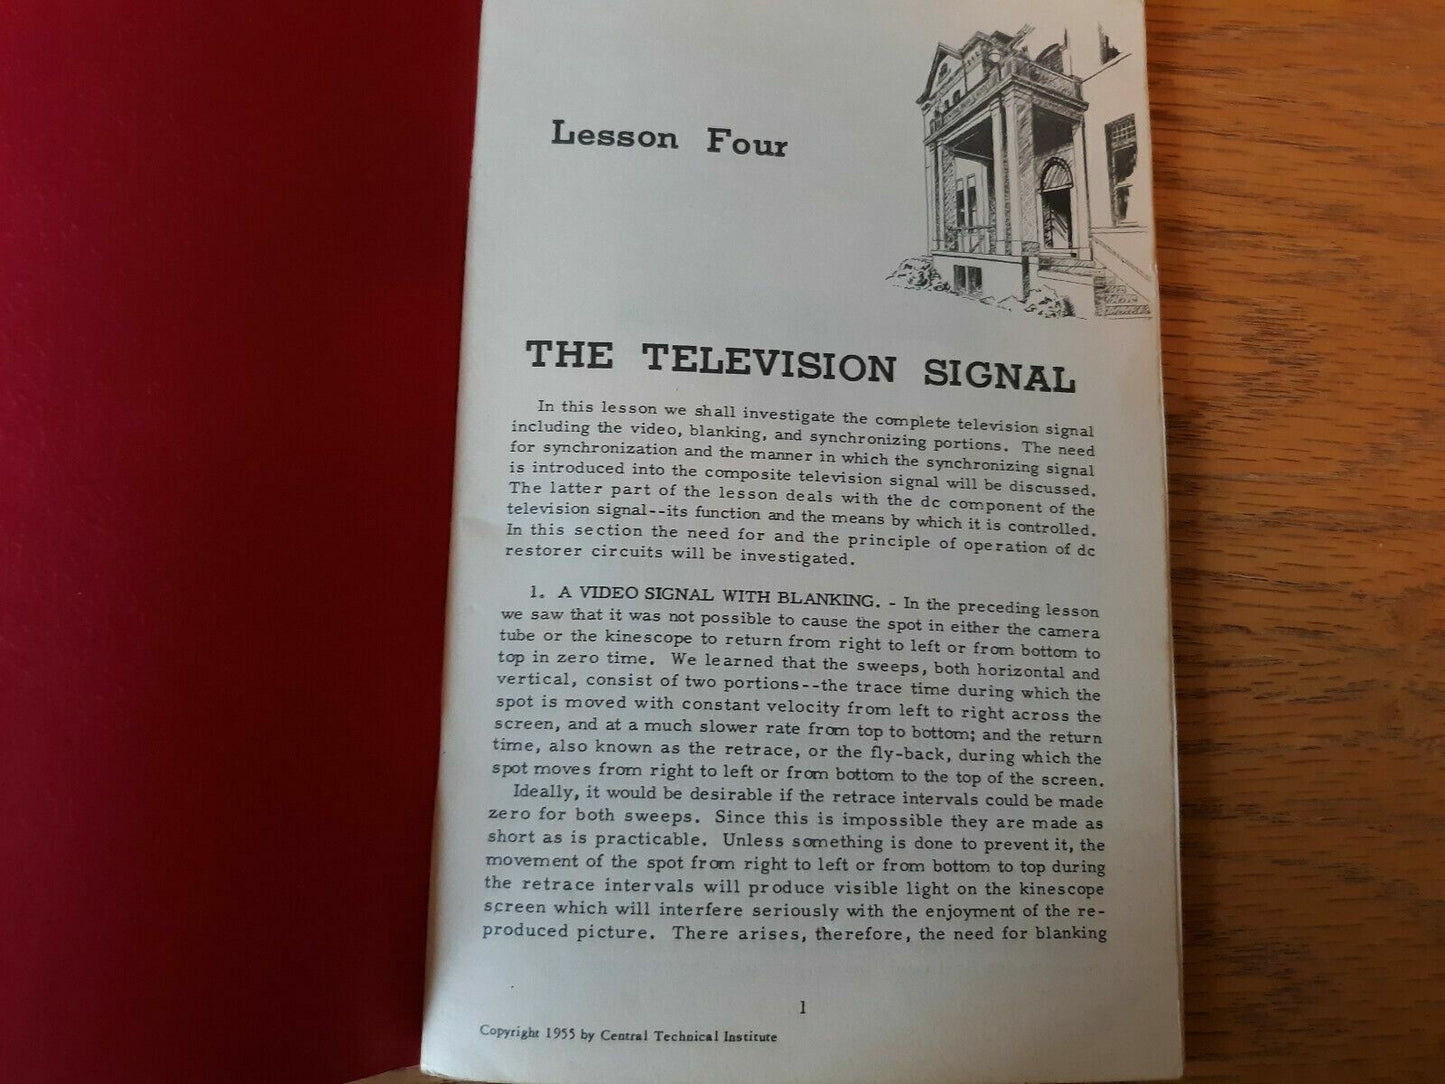 Lesson Four
THE TELEVISION SIGNAL
In this lesson we shall investigate the complete television signal
including the video, blanking, and synchronizing portions. The need
for synchronization and the manner in which the synchronizing signal
is introduced into the composite television signal will be discussed.
The latter part of the lesson deals with the dc component of the
television signal--its function and the means by which it is controlled.
In this section the need for and the principle of operation of dc
restorer circuits will be investigated.
1. A VIDEO SIGNAL WITH BLANKING. - In the preceding lesson
we saw that it was not possible to cause the spot in either the camera
tube or the kinescope to return from right to left or from bottom to
top in zero time. We learned that the sweeps, both horizontal and
vertical, consist of two portions--the trace time during which the
spot is moved with constant velocity from left to right across the
screen, and at a much slower rate from top to bottom; and the return
time, also known as the retrace, or the fly-back, during which the
spot moves from right to left or from bottom to the top of the screen.
Ideally, it would be desirable if the retrace intervals could be made
zero for both sweeps. Since this is impossible they are made as
short as is practicable. Unless something is done to prevent it, the
movement of the spot from right to left or from bottom to top during
the retrace intervals will produce visible light on the kinescope
screen which will interfere seriously with the enjoyment of the re-
produced picture. There arises, therefore, the need for blanking
1
Copyright 1955 by Central Technical Institute